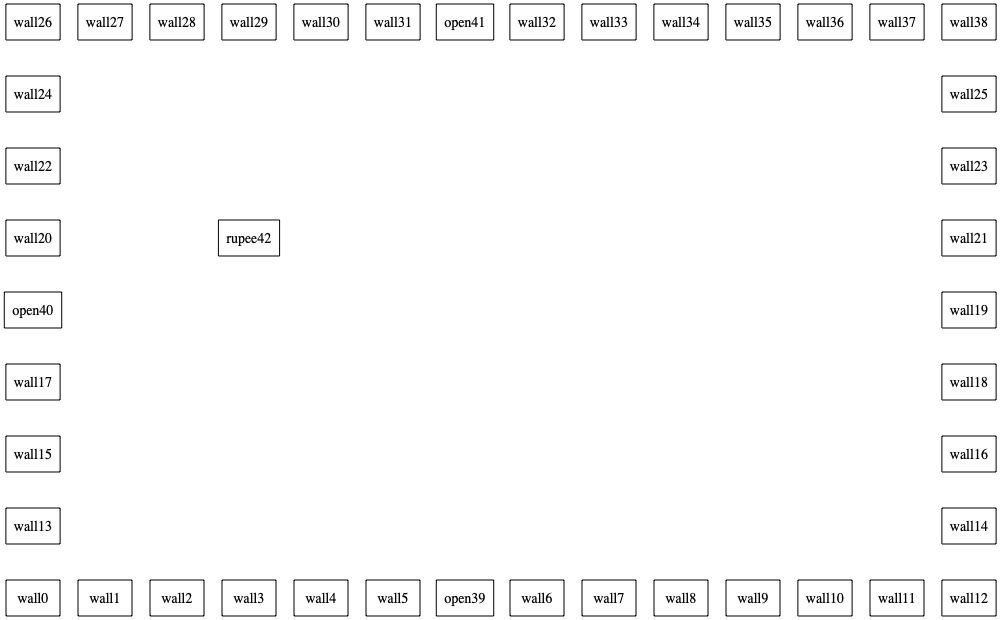 wall26 wall27 wall28 wall29 wall30 wall31 open41 wall32 wall33 wall34 wall35 wall36 wall37 wall38
wall24 wall25
wall22 wall23
wall20 rupee42 wall21
open40 wall19
wall17 wall18
wall15 wall16
wall13 wall14
wall0 wall1 wall2 wall3 wall4 wall5 open39 wall6 wall7 wall8 wall9 wall10 wall11 wall12